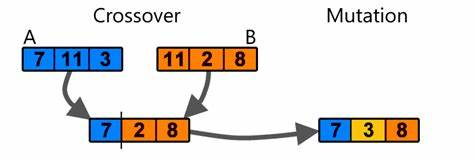 Crossover Mutation
A B
7 11 3 11 2 8
7 2 8 7 3 8